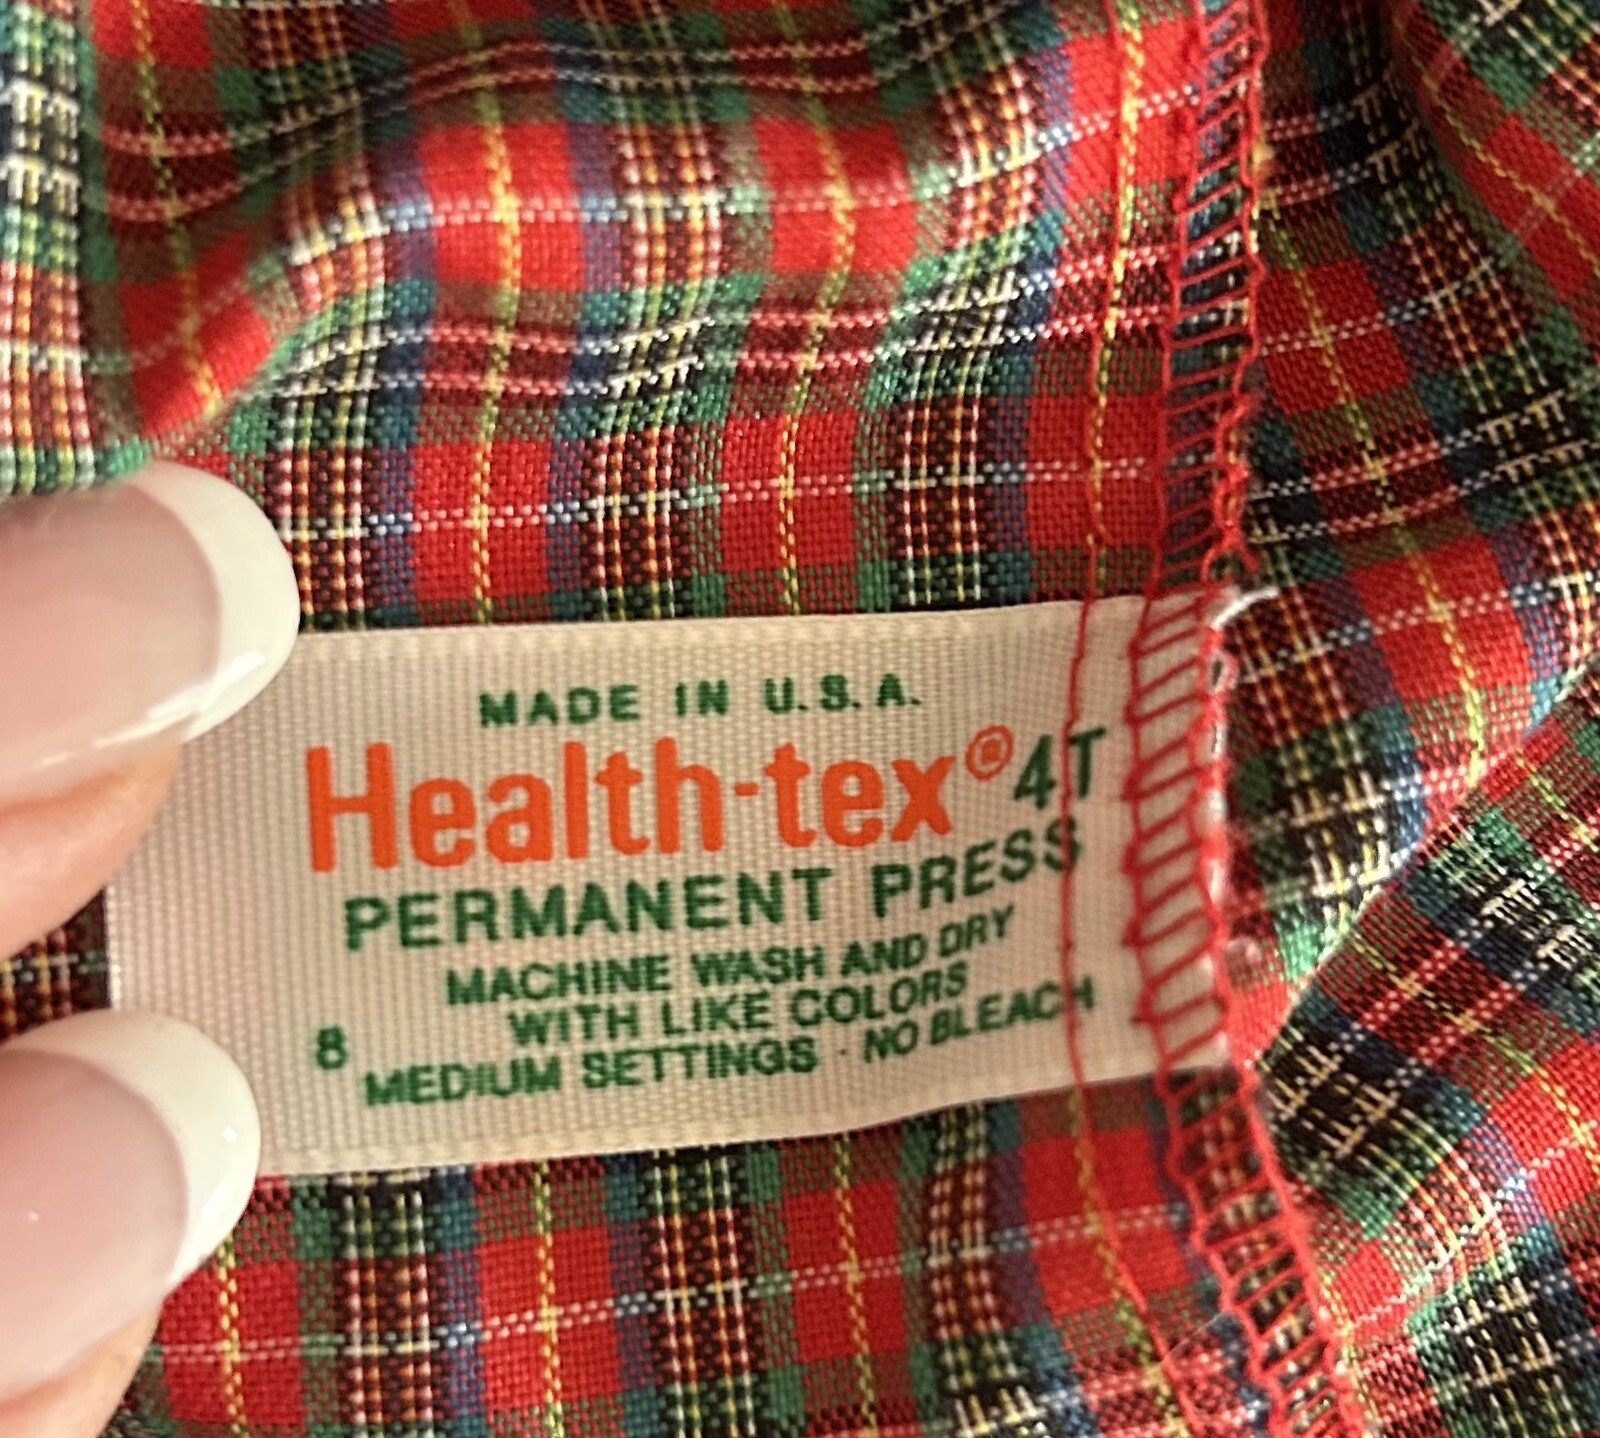 MADE IN U.S.A.
Health-tex® 4T
PERMANENT PRESS
MACHINE WASH AND DRY
WITH LIKE COLORS
8 MEDIUM SETTINGS · NO BLEACH